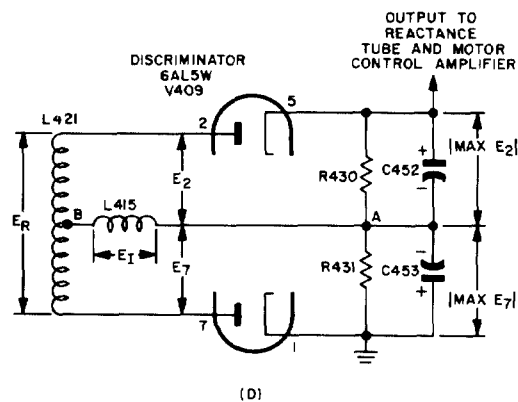 OUTPUT TO
REACTANCE
TUBE AND MOTOR
CONTROL AMPLIFIER
DISCRIMINATOR
6AL5W
V409
L421
2
5
E2
R430
C452
+
−
|MAX E2|
B
L415
A
ER
EI
E7
R431
C453
−
+
|MAX E7|
7
1
(D)